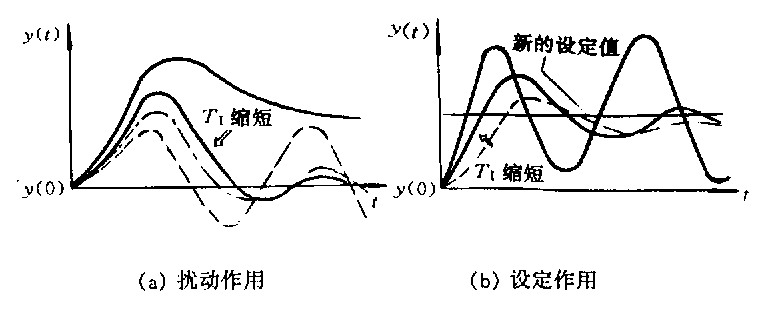 y(t)
T_I 缩短
y(0)
t
(a) 扰动作用
y(t)
新的设定值
T_I 缩短
y(0)
t
(b) 设定作用